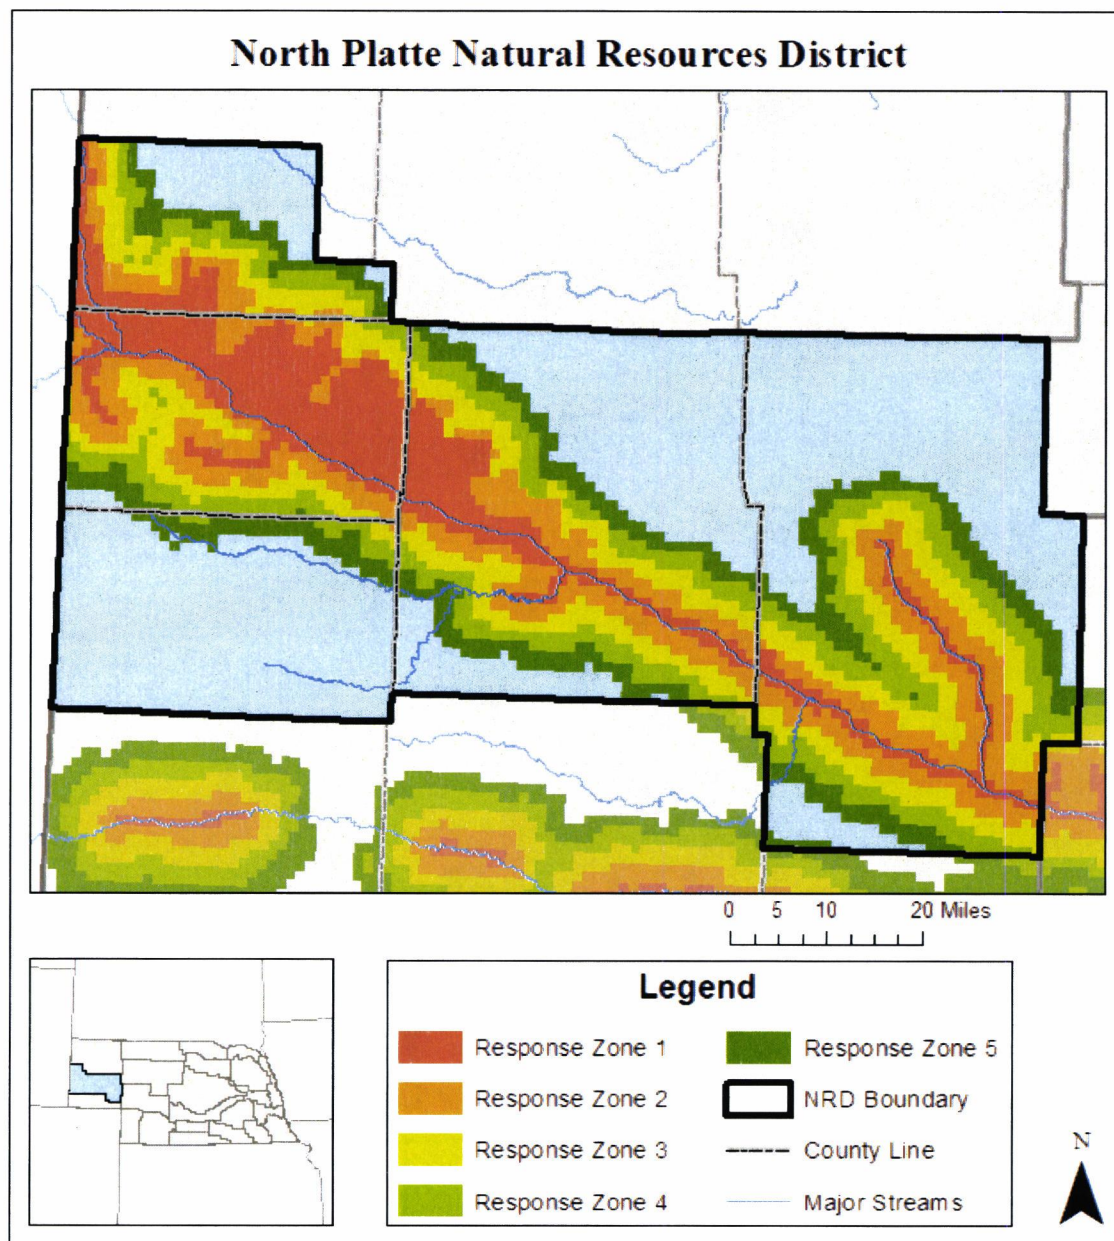 North Platte Natural Resources District
0 5 10 20 Miles
Legend
Response Zone 1
Response Zone 2
Response Zone 3
Response Zone 4
Response Zone 5
NRD Boundary
County Line
Major Streams
N